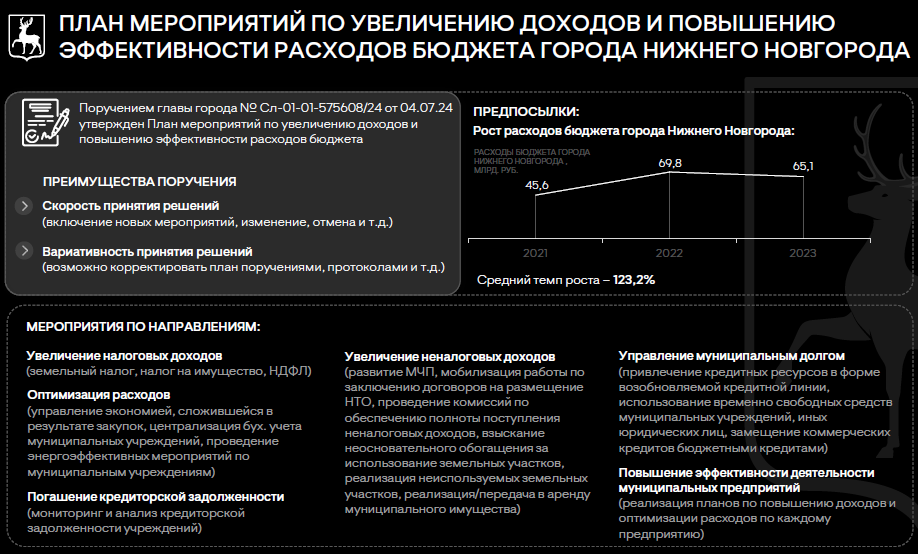 ПЛАН МЕРОПРИЯТИЙ ПО УВЕЛИЧЕНИЮ ДОХОДОВ И ПОВЫШЕНИЮ
ЭФФЕКТИВНОСТИ РАСХОДОВ БЮДЖЕТА ГОРОДА НИЖНЕГО НОВГОРОДА
Поручением главы города № Сл-01-01-575608/24 от 04.07.24
утвержден План мероприятий по увеличению доходов и
повышению эффективности расходов бюджета
ПРЕИМУЩЕСТВА ПОРУЧЕНИЯ
Скорость принятия решений
(включение новых мероприятий, изменение, отмена и т.д.)
Вариативность принятия решений
(возможно корректировать план поручениями, протоколами и т.д.)
ПРЕДПОСЫЛКИ:
Рост расходов бюджета города Нижнего Новгорода:
РАСХОДЫ БЮДЖЕТА ГОРОДА
НИЖНЕГО НОВГОРОДА ,
МЛРД. РУБ.
45,6
69,8
65,1
2021
2022
2023
Средний темп роста – 123,2%
МЕРОПРИЯТИЯ ПО НАПРАВЛЕНИЯМ:
Увеличение налоговых доходов
(земельный налог, налог на имущество, НДФЛ)
Оптимизация расходов
(управление экономией, сложившейся в
результате закупок, централизация бух. учета
муниципальных учреждений, проведение
энергоэффективных мероприятий по
муниципальным учреждениям)
Погашение кредиторской задолженности
(мониторинг и анализ кредиторской
задолженности учреждений)
Увеличение неналоговых доходов
(развитие МЧП, мобилизация работы по
заключению договоров на размещение
НТО, проведение комиссий по
обеспечению полноты поступления
неналоговых доходов, взыскание
неосновательного обогащения за
использование земельных участков,
реализация неиспользуемых земельных
участков, реализация/передача в аренду
муниципального имущества)
Управление муниципальным долгом
(привлечение кредитных ресурсов в форме
возобновляемой кредитной линии,
использование временно свободных средств
муниципальных учреждений, иных
юридических лиц, замещение коммерческих
кредитов бюджетными кредитами)
Повышение эффективности деятельности
муниципальных предприятий
(реализация планов по повышению доходов и
оптимизации расходов по каждому
предприятию)